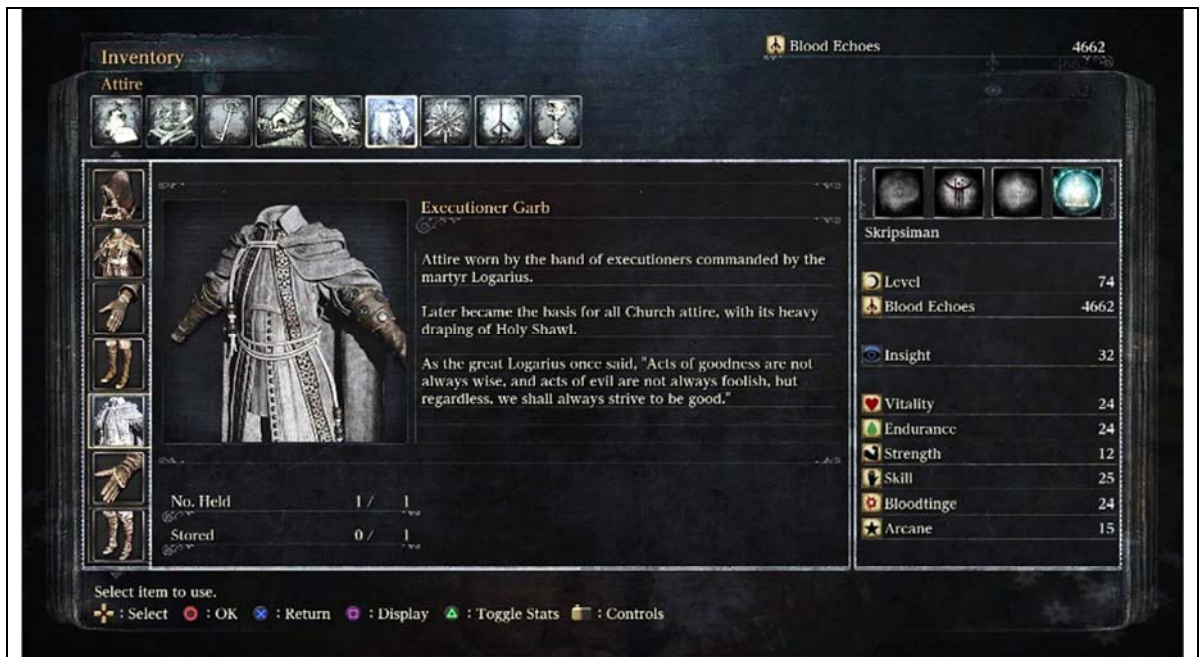 Inventory
Blood Echoes 4662
Attire
Executioner Garb
Attire worn by the band of executioners commanded by the
martyr Logarius.
Later became the basis for all Church attire, with its heavy
draping of Holy Shawl.
As the great Logarius once said, "Acts of goodness are not
always wise, and acts of evil are not always foolish, but
regardless, we shall always strive to be good."
No. Held 1 / 1
Stored 0 / 1
Skripsiman
Level 74
Blood Echoes 4662
Insight 32
Vitality 24
Endurance 24
Strength 12
Skill 25
Bloodtinge 24
Arcane 15
Select item to use.
: Select : OK : Return : Display : Toggle Stats : Controls